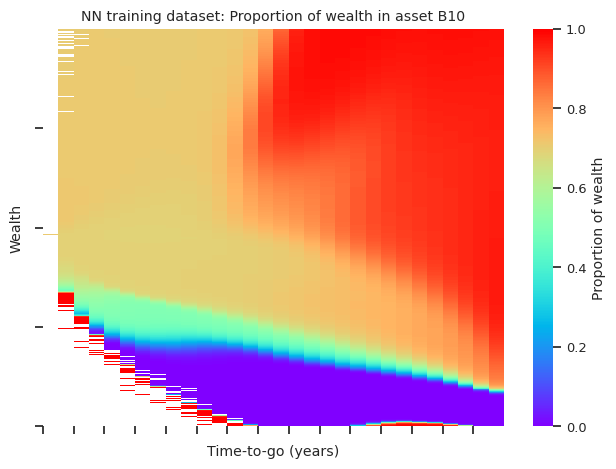 NN training dataset: Proportion of wealth in asset B10
Wealth
Time-to-go (years)
1.0
0.8
0.6
0.4
0.2
0.0
Proportion of wealth